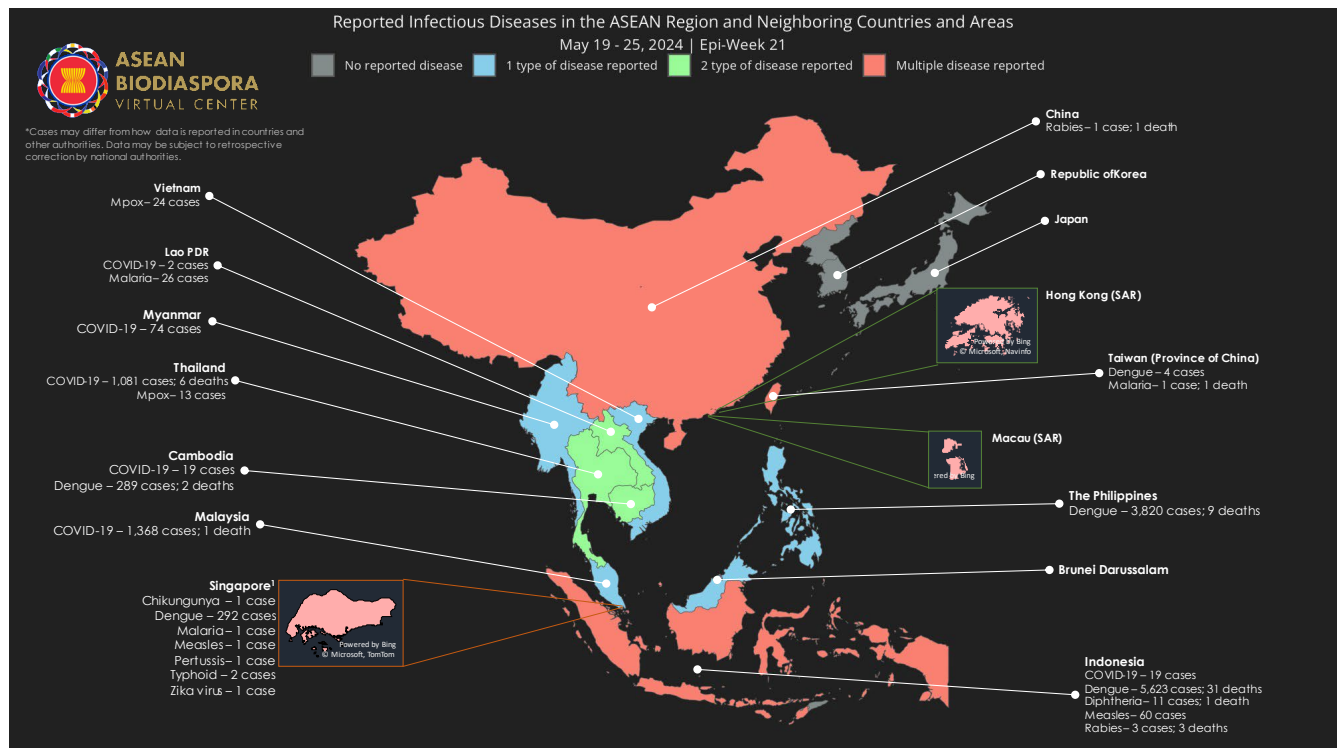 Reported Infectious Diseases in the ASEAN Region and Neighboring Countries and Areas
May 19 - 25, 2024 | Epi-Week 21
No reported disease
1 type of disease reported
2 type of disease reported
Multiple disease reported
ASEAN
BIODIASPORA
VIRTUAL CENTER
*Cases may differ from how data is reported in countries and
other authorities. Data may be subject to retrospective
correction by national authorities.
Vietnam
Mpox– 24 cases
Lao PDR
COVID-19 – 2 cases
Malaria– 26 cases
Myanmar
COVID-19 – 74 cases
Thailand
COVID-19 – 1,081 cases; 6 deaths
Mpox– 13 cases
Cambodia
COVID-19 – 19 cases
Dengue – 289 cases; 2 deaths
Malaysia
COVID-19 – 1,368 cases; 1 death
Singapore¹
Chikungunya – 1 case
Dengue – 292 cases
Malaria– 1 case
Measles– 1 case
Pertussis– 1 case
Typhoid – 2 cases
Zika virus – 1 case
Powered by Bing
© Microsoft, TomTom
China
Rabies– 1 case; 1 death
Republic ofKorea
Japan
Hong Kong (SAR)
Powered by Bing
© Microsoft, Navinfo
Taiwan (Province of China)
Dengue – 4 cases
Malaria– 1 case; 1 death
Macau (SAR)
red by Bing
The Philippines
Dengue – 3,820 cases; 9 deaths
Brunei Darussalam
Indonesia
COVID-19 – 19 cases
Dengue – 5,623 cases; 31 deaths
Diphtheria– 11 cases; 1 death
Measles– 60 cases
Rabies– 3 cases; 3 deaths